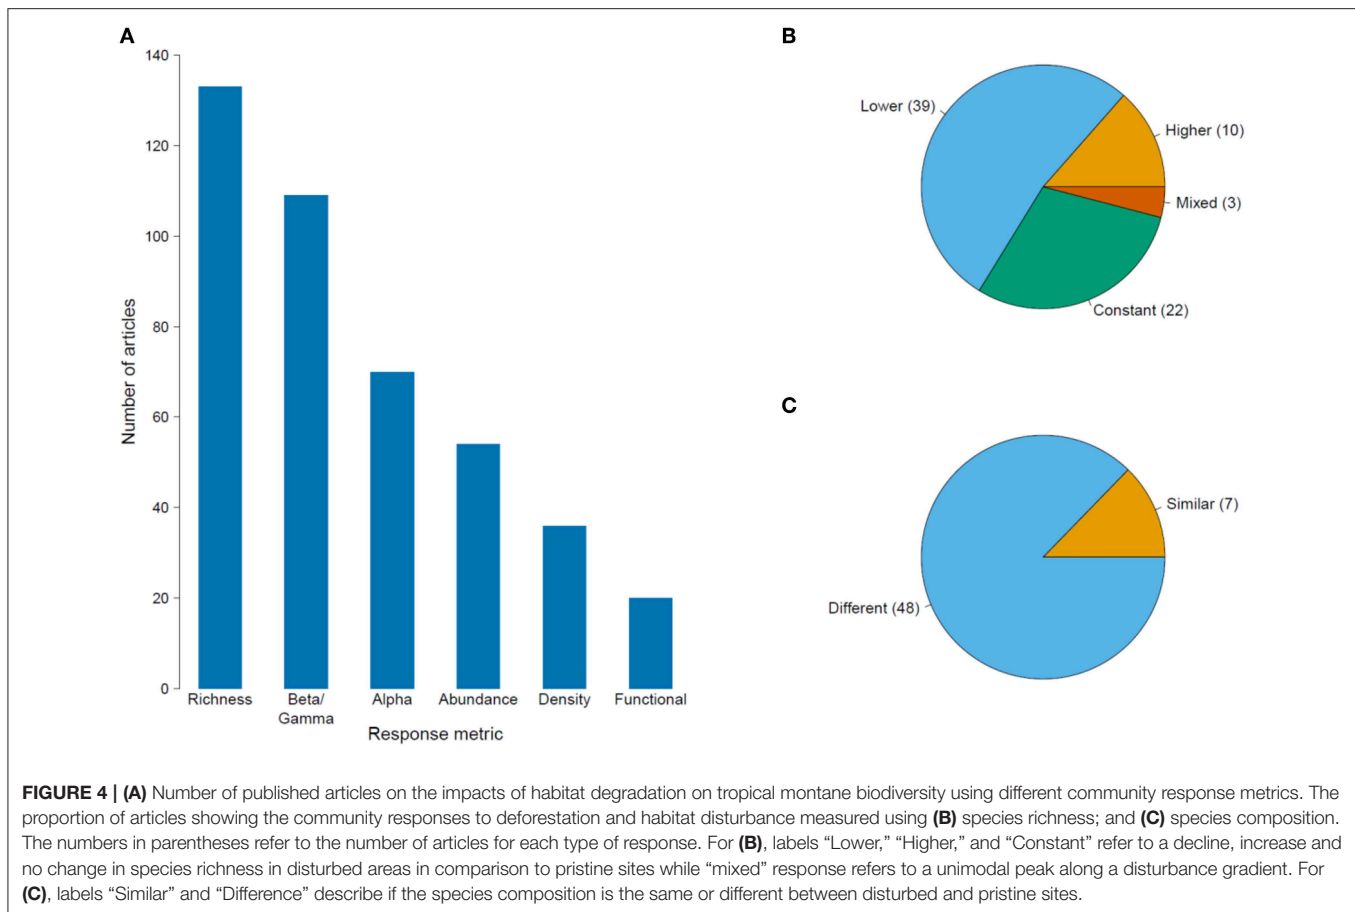 A
140
120
100
80
60
40
20
0
Number of articles
Richness
Beta/
Gamma
Alpha
Abundance
Density
Functional
Response metric
B
Lower (39)
Higher (10)
Mixed (3)
Constant (22)
C
Similar (7)
Different (48)
FIGURE 4 | (A) Number of published articles on the impacts of habitat degradation on tropical montane biodiversity using different community response metrics. The
proportion of articles showing the community responses to deforestation and habitat disturbance measured using (B) species richness; and (C) species composition.
The numbers in parentheses refer to the number of articles for each type of response. For (B), labels “Lower,” “Higher,” and “Constant” refer to a decline, increase and
no change in species richness in disturbed areas in comparison to pristine sites while “mixed” response refers to a unimodal peak along a disturbance gradient. For
(C), labels “Similar” and “Difference” describe if the species composition is the same or different between disturbed and pristine sites.